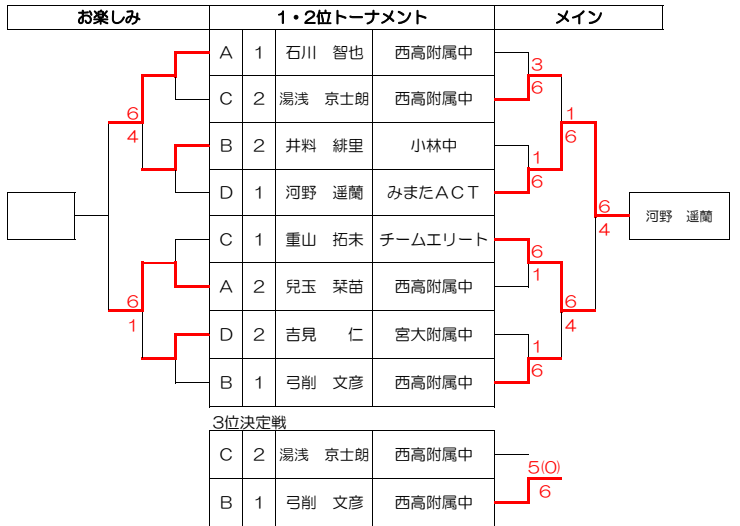 お楽しみ 1・2位トーナメント メイン
A 1 石川 智也 西高附属中
3
C 2 湯浅 京士朗 西高附属中
6
6 1
4 6
B 2 井料 緋里 小林中
1
D 1 河野 遥蘭 みまたACT
6
6 河野 遥蘭
4
C 1 重山 拓未 チームエリート
6
A 2 兒玉 栞苗 西高附属中
1
6 6
1 4
D 2 吉見 仁 宮大附属中
1
B 1 弓削 文彦 西高附属中
6
3位決定戦
C 2 湯浅 京士朗 西高附属中
5(0)
B 1 弓削 文彦 西高附属中
6